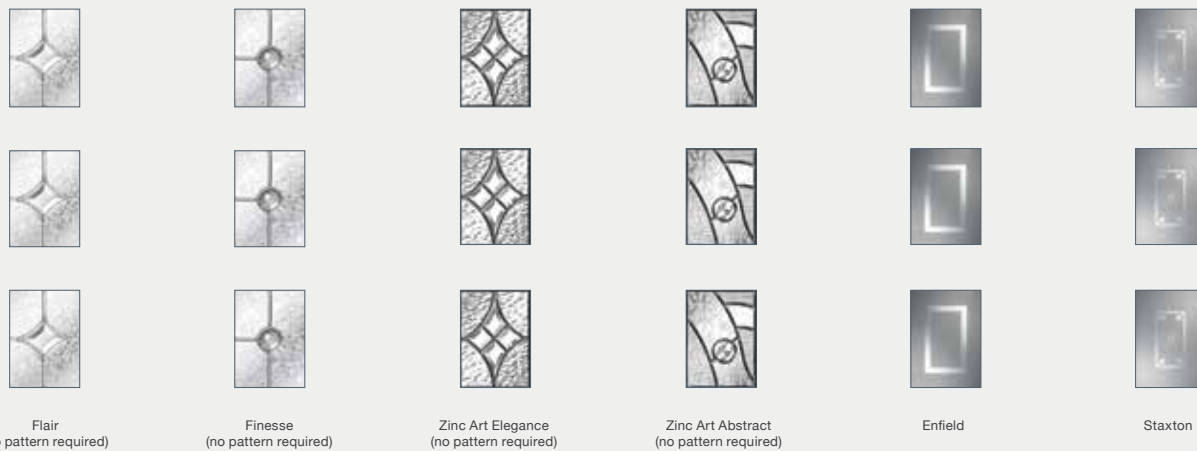 Flair
pattern required)
Finesse
(no pattern required)
Zinc Art Elegance
(no pattern required)
Zinc Art Abstract
(no pattern required)
Enfield
Staxton